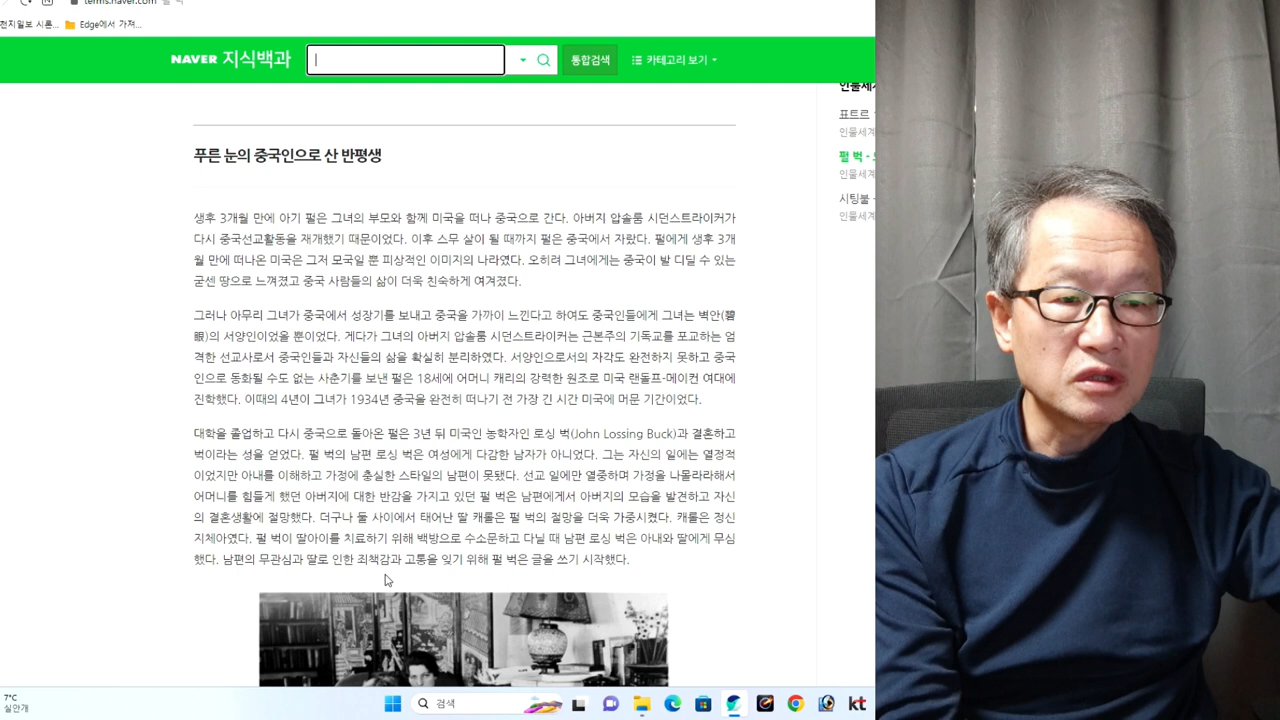 terms.naver.com
전지일보 시론...
Edge에서 가져...
NAVER 지식백과
통합검색
카테고리 보기
푸른 눈의 중국인으로 산 반평생
생후 3개월 만에 아기 펄은 그녀의 부모와 함께 미국을 떠나 중국으로 간다. 아버지 압솔룸 시던스트라이커가
다시 중국선교활동을 재개했기 때문이었다. 이후 스무 살이 될 때까지 펄은 중국에서 자랐다. 펄에게 생후 3개
월 만에 떠나온 미국은 그저 모국일 뿐 피상적인 이미지의 나라였다. 오히려 그녀에게는 중국이 발 디딜 수 있는
굳센 땅으로 느껴졌고 중국 사람들의 삶이 더욱 친숙하게 여겨졌다.
그러나 아무리 그녀가 중국에서 성장기를 보내고 중국을 가까이 느낀다고 하여도 중국인들에게 그녀는 벽안(碧
眼)의 서양인이었을 뿐이었다. 게다가 그녀의 아버지 압솔룸 시던스트라이커는 근본주의 기독교를 포교하는 엄
격한 선교사로서 중국인들과 자신들의 삶을 확실히 분리하였다. 서양인으로서의 자각도 완전하지 못하고 중국
인으로 동화될 수도 없는 사춘기를 보낸 펄은 18세에 어머니 캐리의 강력한 원조로 미국 랜돌프-메이컨 여대에
진학했다. 이때의 4년이 그녀가 1934년 중국을 완전히 떠나기 전 가장 긴 시간 미국에 머문 기간이었다.
대학을 졸업하고 다시 중국으로 돌아온 펄은 3년 뒤 미국인 농학자인 로싱 벅(John Lossing Buck)과 결혼하고
벅이라는 성을 얻었다. 펄 벅의 남편 로싱 벅은 여성에게 다감한 남자가 아니었다. 그는 자신의 일에는 열정적
이었지만 아내를 이해하고 가정에 충실한 스타일의 남편이 못됐다. 선교 일에만 열중하며 가정을 나몰라라해서
어머니를 힘들게 했던 아버지에 대한 반감을 가지고 있던 펄 벅은 남편에게서 아버지의 모습을 발견하고 자신
의 결혼생활에 절망했다. 더구나 둘 사이에서 태어난 딸 캐롤은 펄 벅의 절망을 더욱 가중시켰다. 캐롤은 정신
지체아였다. 펄 벅이 딸아이를 치료하기 위해 백방으로 수소문하고 다닐 때 남편 로싱 벅은 아내와 딸에게 무심
했다. 남편의 무관심과 딸로 인한 죄책감과 고통을 잊기 위해 펄 벅은 글을 쓰기 시작했다.
인물세계
표트르
인물세계
펄 벅 -
인물세계
시팅불
인물세계
7°C
실안개
검색
kt